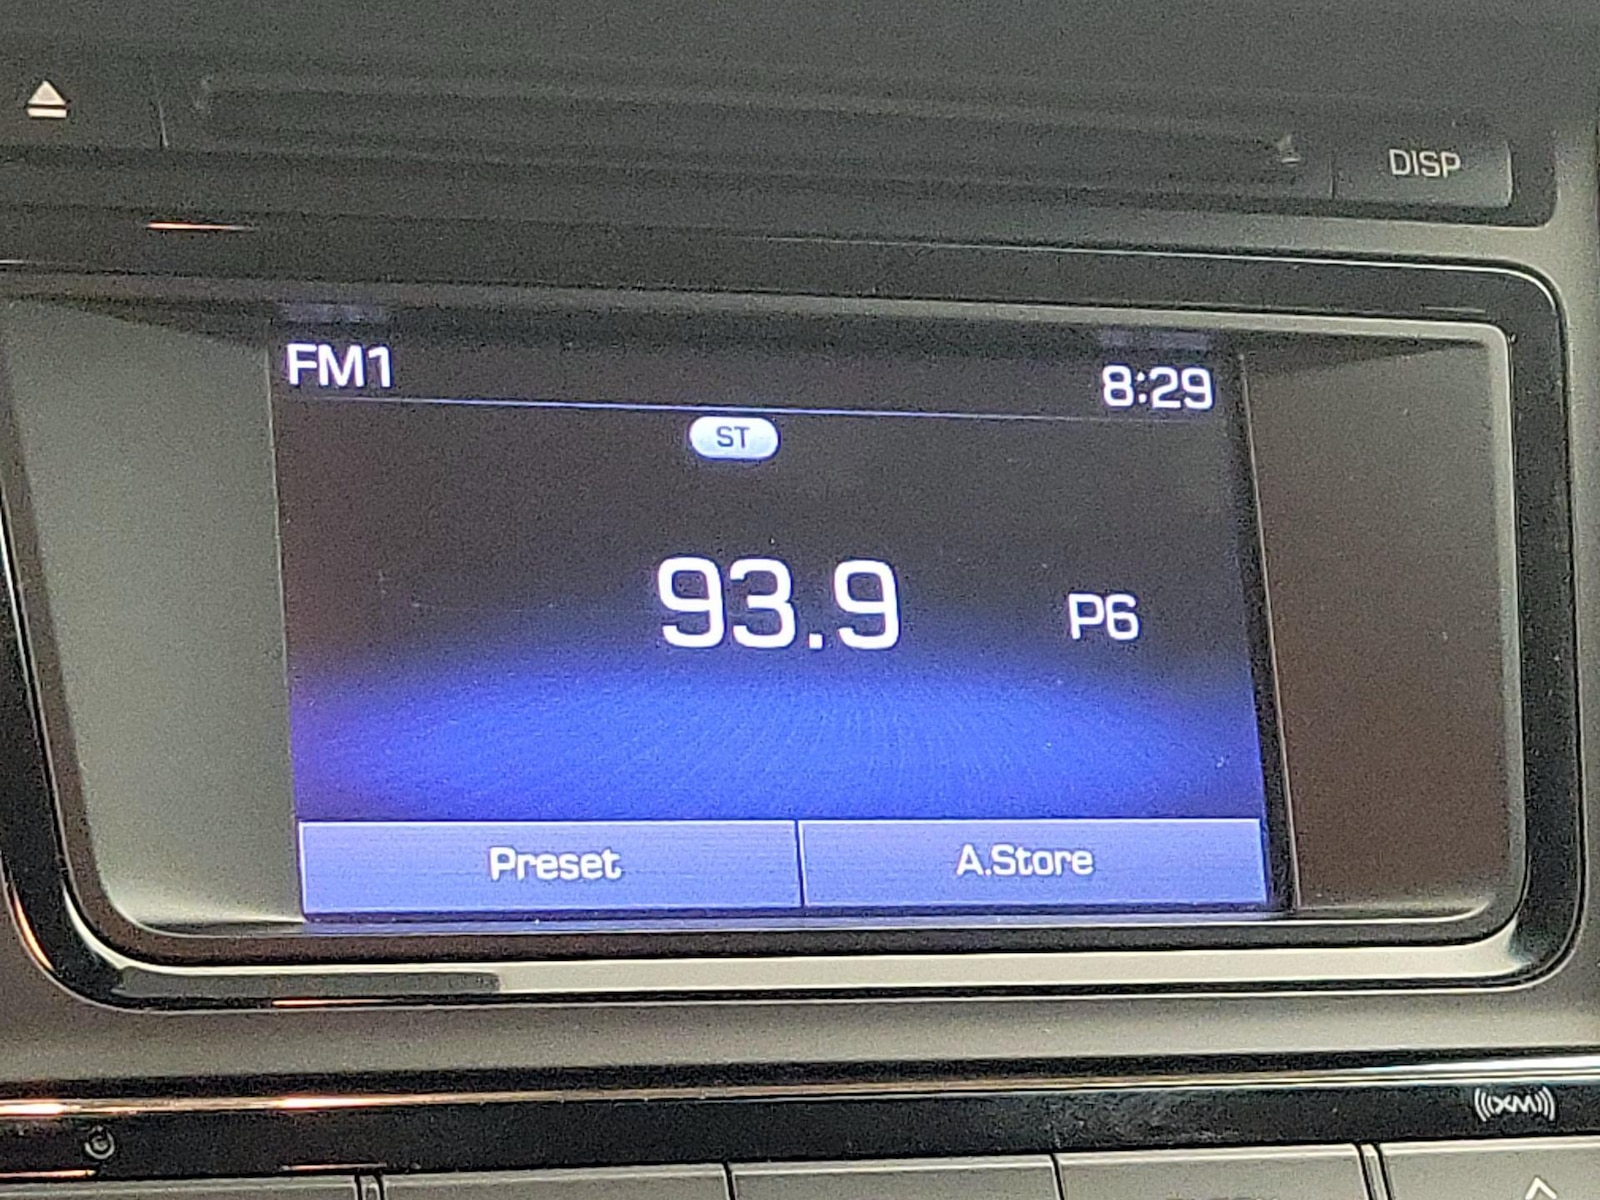 DISP
FM1 8:29
ST
93.9 P6
Preset A.Store
((XM))